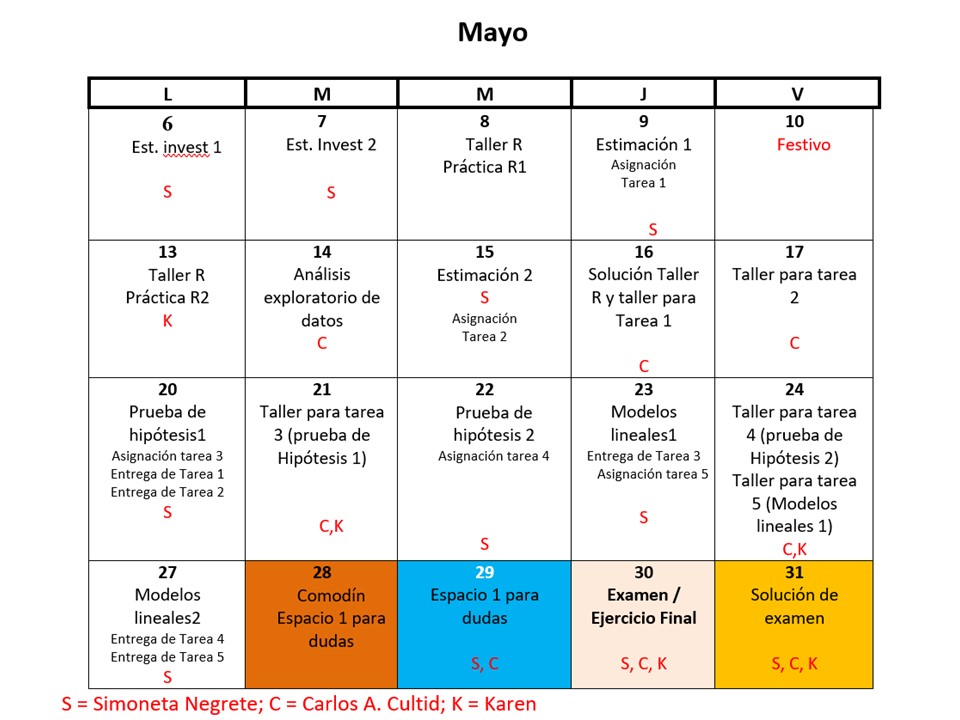 Mayo
L M M J V
6
Est. invest 1
S
7
Est. Invest 2
S
8
Taller R
Práctica R1
9
Estimación 1
Asignación
Tarea 1
S
10
Festivo
13
Taller R
Práctica R2
K
14
Análisis
exploratorio de
datos
C
15
Estimación 2
S
Asignación
Tarea 2
16
Solución Taller
R y taller para
Tarea 1
C
17
Taller para tarea
2
C
20
Prueba de
hipótesis1
Asignación tarea 3
Entrega de Tarea 1
Entrega de Tarea 2
S
21
Taller para tarea
3 (prueba de
Hipótesis 1)
C,K
22
Prueba de
hipótesis 2
Asignación tarea 4
S
23
Modelos
lineales1
Entrega de Tarea 3
Asignación tarea 5
S
24
Taller para tarea
4 (prueba de
Hipótesis 2)
Taller para tarea
5 (Modelos
lineales 1)
C,K
27
Modelos
lineales2
Entrega de Tarea 4
Entrega de Tarea 5
S
28
Comodín
Espacio 1 para
dudas
29
Espacio 1 para
dudas
S, C
30
Examen /
Ejercicio Final
S, C, K
31
Solución de
examen
S, C, K
S = Simoneta Negrete; C = Carlos A. Cultid; K = Karen